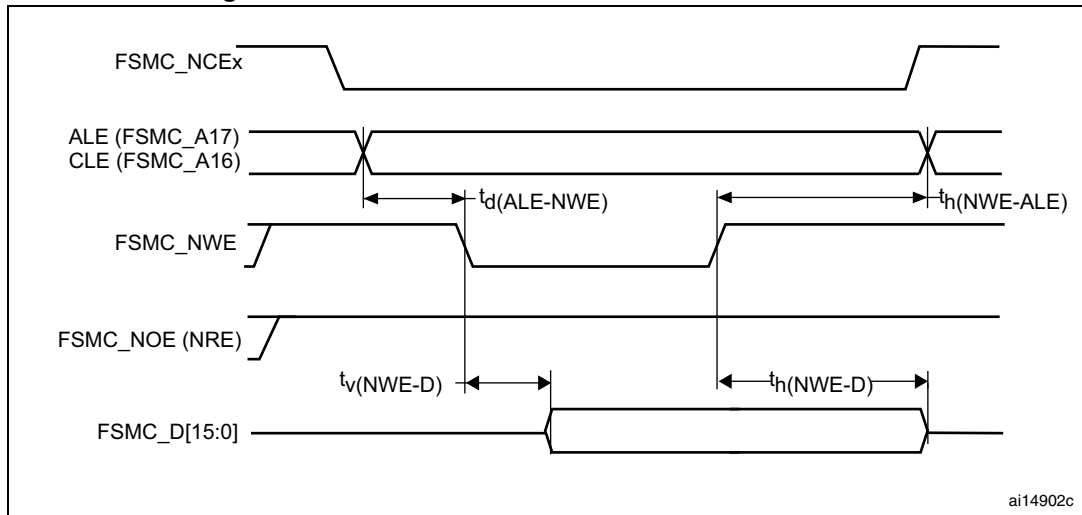 FSMC_NCEx
ALE (FSMC_A17)
CLE (FSMC_A16)
td(ALE-NWE)
th(NWE-ALE)
FSMC_NWE
FSMC_NOE (NRE)
tv(NWE-D)
th(NWE-D)
FSMC_D[15:0]
ai14902c